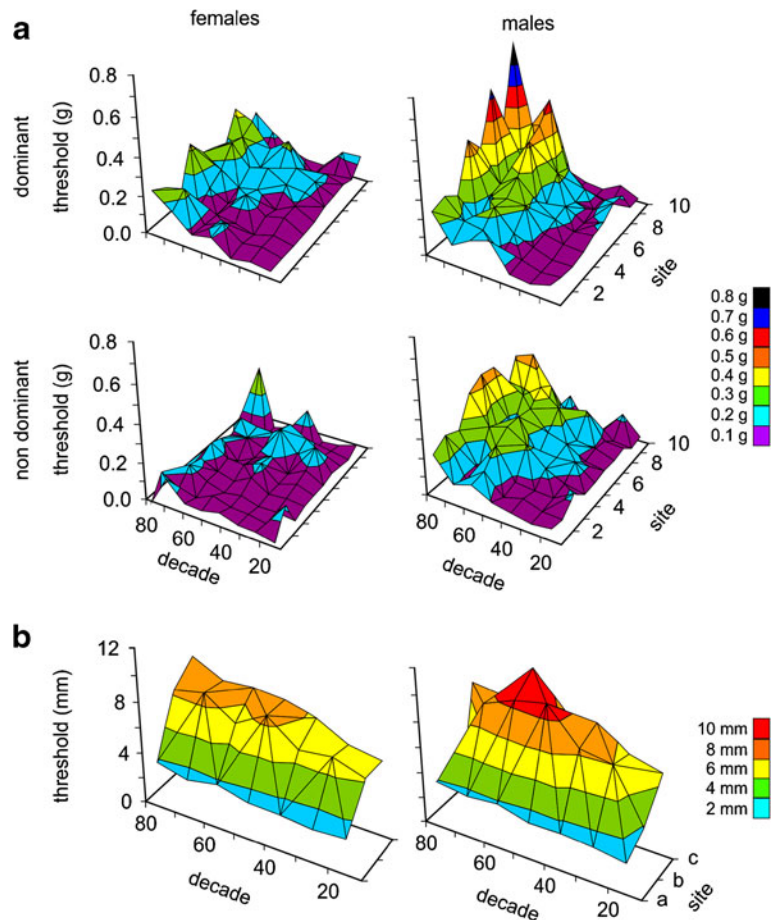 a
females
males
dominant
threshold (g)
0.8
0.6
0.4
0.2
0.0
10
8
6
4
2
site
0.8 g
0.7 g
0.6 g
0.5 g
0.4 g
0.3 g
0.2 g
0.1 g
non dominant
threshold (g)
0.8
0.6
0.4
0.2
0.0
80
60
40
20
decade
80
60
40
20
decade
10
8
6
4
2
site
b
threshold (mm)
12
8
4
0
80
60
40
20
decade
80
60
40
20
decade
c
b
a
site
10 mm
8 mm
6 mm
4 mm
2 mm